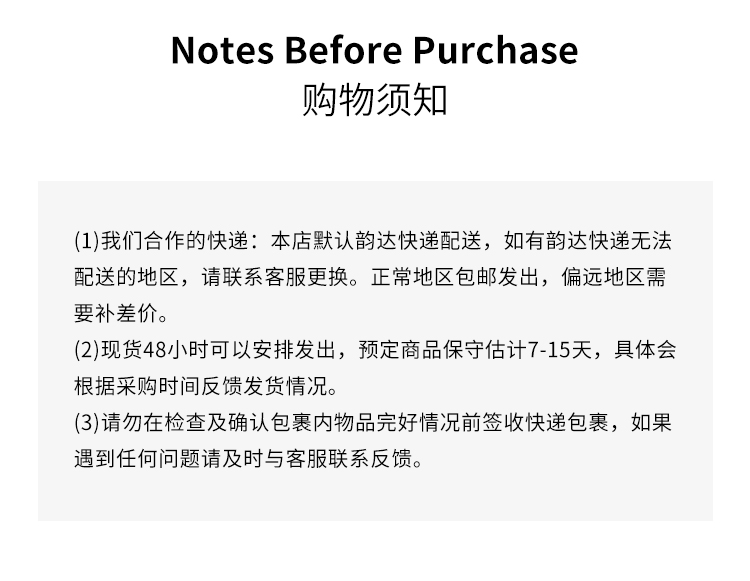 Notes Before Purchase
购物须知
(1)我们合作的快递：本店默认韵达快递配送，如有韵达快递无法
配送的地区，请联系客服更换。正常地区包邮发出，偏远地区需
要补差价。
(2)现货48小时可以安排发出，预定商品保守估计7-15天，具体会
根据采购时间反馈发货情况。
(3)请勿在检查及确认包裹内物品完好情况前签收快递包裹，如果
遇到任何问题请及时与客服联系反馈。